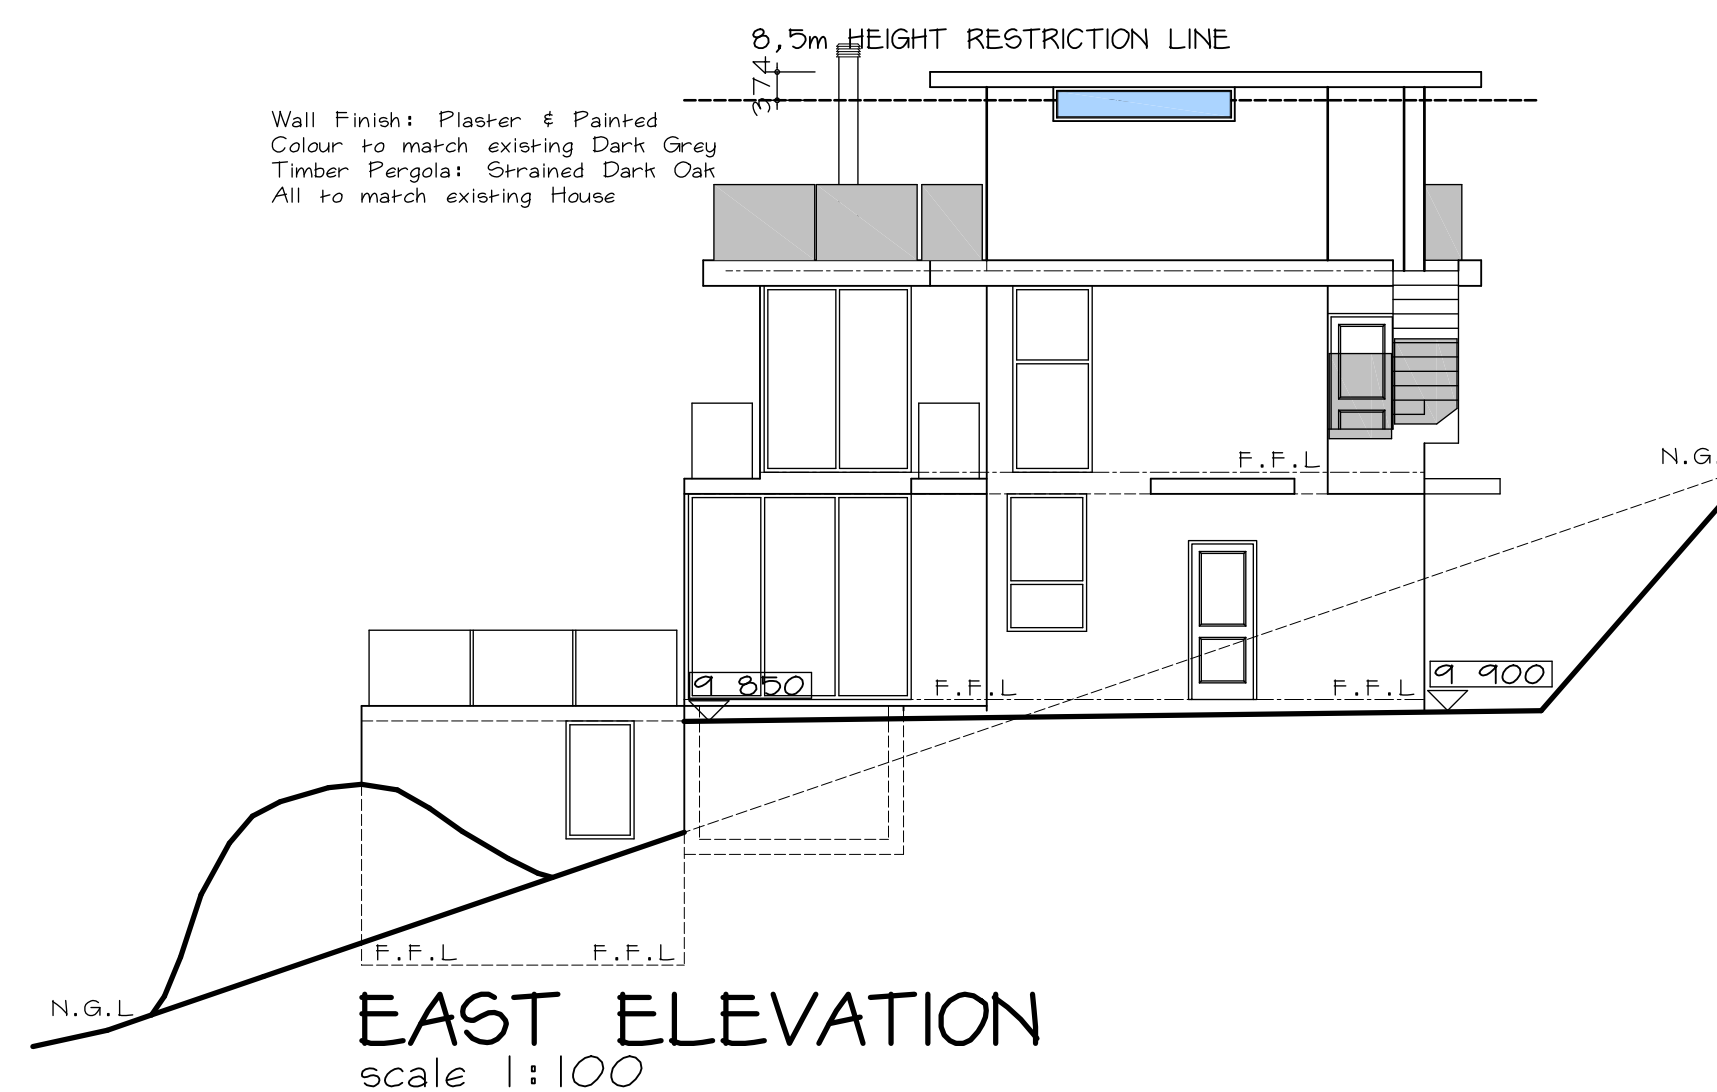 8,5m HEIGHT RESTRICTION LINE
374
Wall Finish: Plaster & Painted
Colour to match existing Dark Grey
Timber Pergola: Strained Dark Oak
All to match existing House
F.F.L
N.G.
9 850
F.F.L
F.F.L
9 900
F.F.L
F.F.L
N.G.L
EAST ELEVATION
scale 1:100